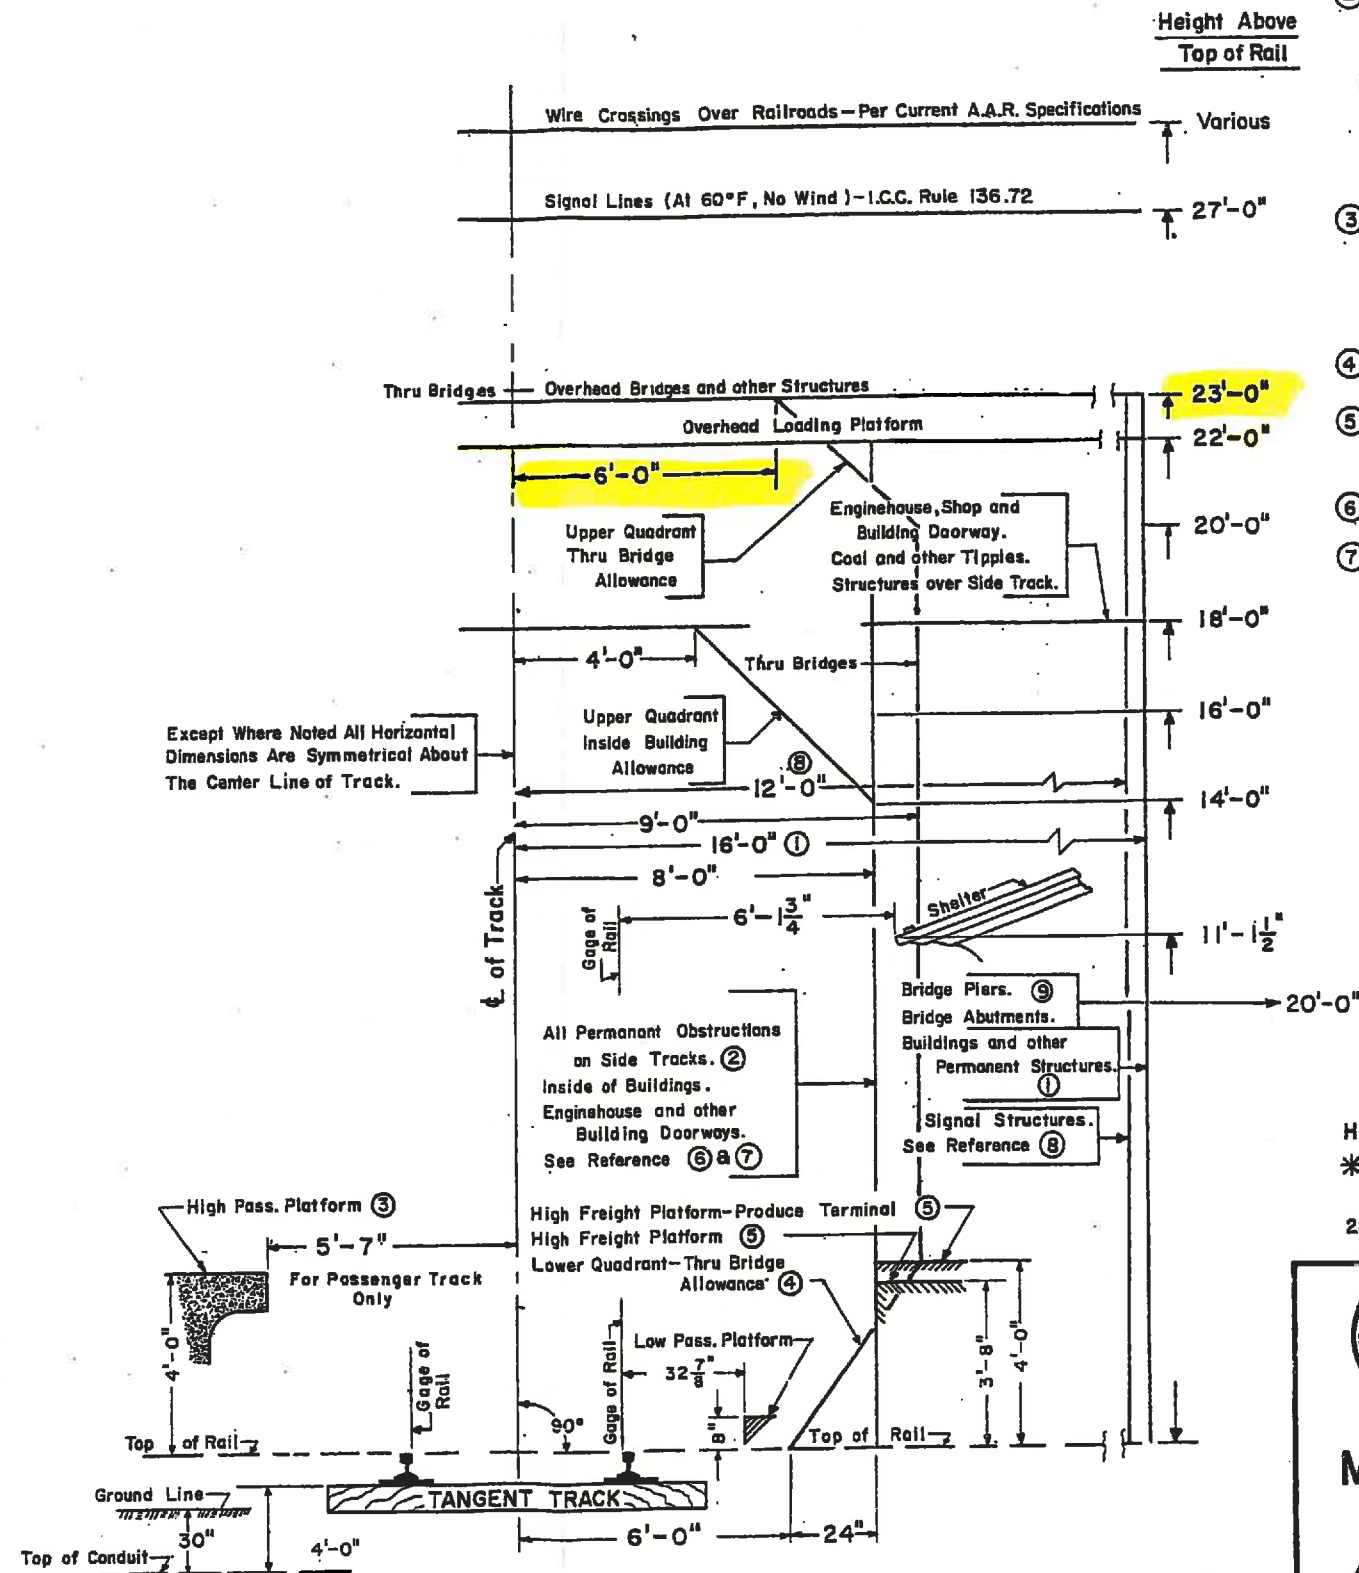 Height Above
Top of Rail
Wire Crossings Over Railroads-Per Current A.A.R. Specifications
Various
Signal Lines (At 60°F, No Wind)-I.C.C. Rule 136.72
27'-0"
3
Thru Bridges
Overhead Bridges and other Structures
23'-0"
4
Overhead Loading Platform
22'-0"
5
6'-0"
Upper Quadrant
Thru Bridge
Allowance
Enginehouse, Shop and
Building Doorway.
Coal and other Tipples.
Structures over Side Track.
20'-0"
6
7
18'-0"
4'-0"
Thru Bridges
16'-0"
Except Where Noted All Horizontal
Dimensions Are Symmetrical About
The Center Line of Track.
Upper Quadrant
Inside Building
Allowance
8
12'-0"
14'-0"
9'-0"
16'-0" 1
8'-0"
℄ of Track
Gage of
Rail
6'-1 3/4"
Shelter
11'-1 1/2"
Bridge Piers. 9
Bridge Abutments.
20'-0"
All Permanant Obstructions
on Side Tracks. 2
Inside of Buildings.
Enginehouse and other
Building Doorways.
See Reference 6 & 7
Buildings and other
Permanent Structures.
1
Signal Structures.
See Reference 8
H
*
2
High Pass. Platform 3
5'-7"
For Passenger Track
Only
4'-0"
High Freight Platform-Produce Terminal 5
High Freight Platform 5
Lower Quadrant-Thru Bridge
Allowance 4
Low Pass. Platform
Gage of
Rail
Gage of Rail
32 7/8"
8"
3'-8"
4'-0"
90°
Top of Rail
Top of Rail
M
Ground Line
TANGENT TRACK
30"
4'-0"
6'-0"
24"
Top of Conduit